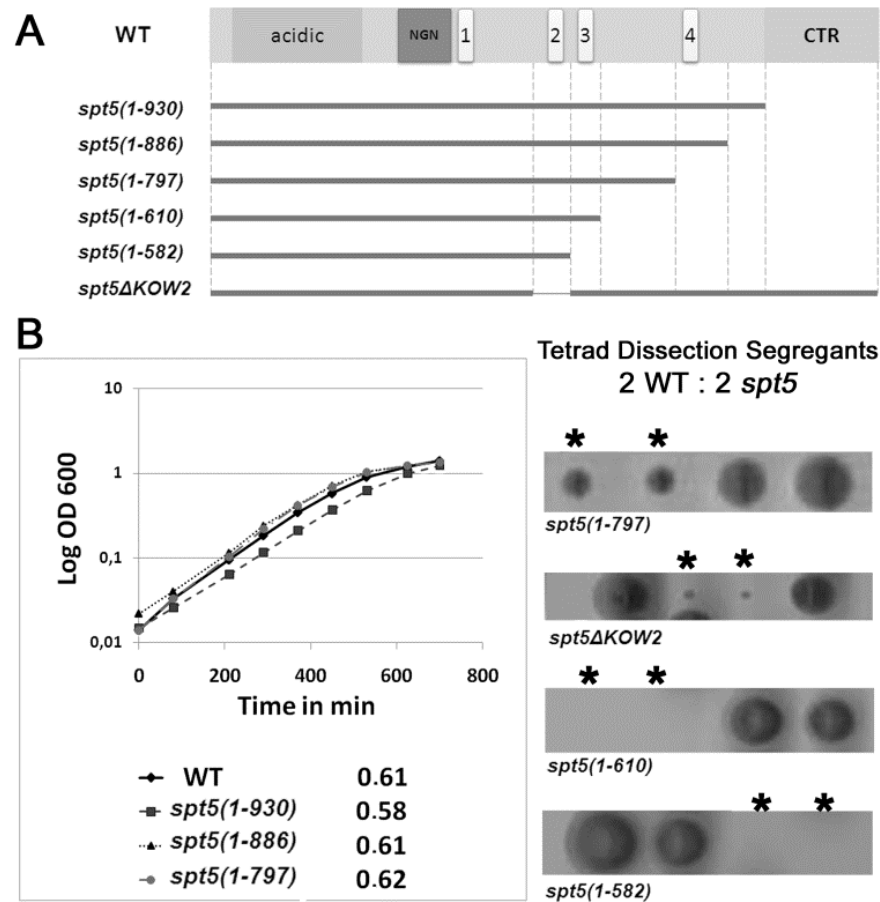 A
WT
acidic
NGN
1
2
3
4
CTR
spt5(1-930)
spt5(1-886)
spt5(1-797)
spt5(1-610)
spt5(1-582)
spt5ΔKOW2
B
Log OD 600
10
1
0,1
0,01
0
200
400
600
800
Time in min
WT 0.61
spt5(1-930) 0.58
spt5(1-886) 0.61
spt5(1-797) 0.62
Tetrad Dissection Segregants
2 WT : 2 spt5
* *
spt5(1-797)
* *
spt5ΔKOW2
* *
spt5(1-610)
* *
spt5(1-582)